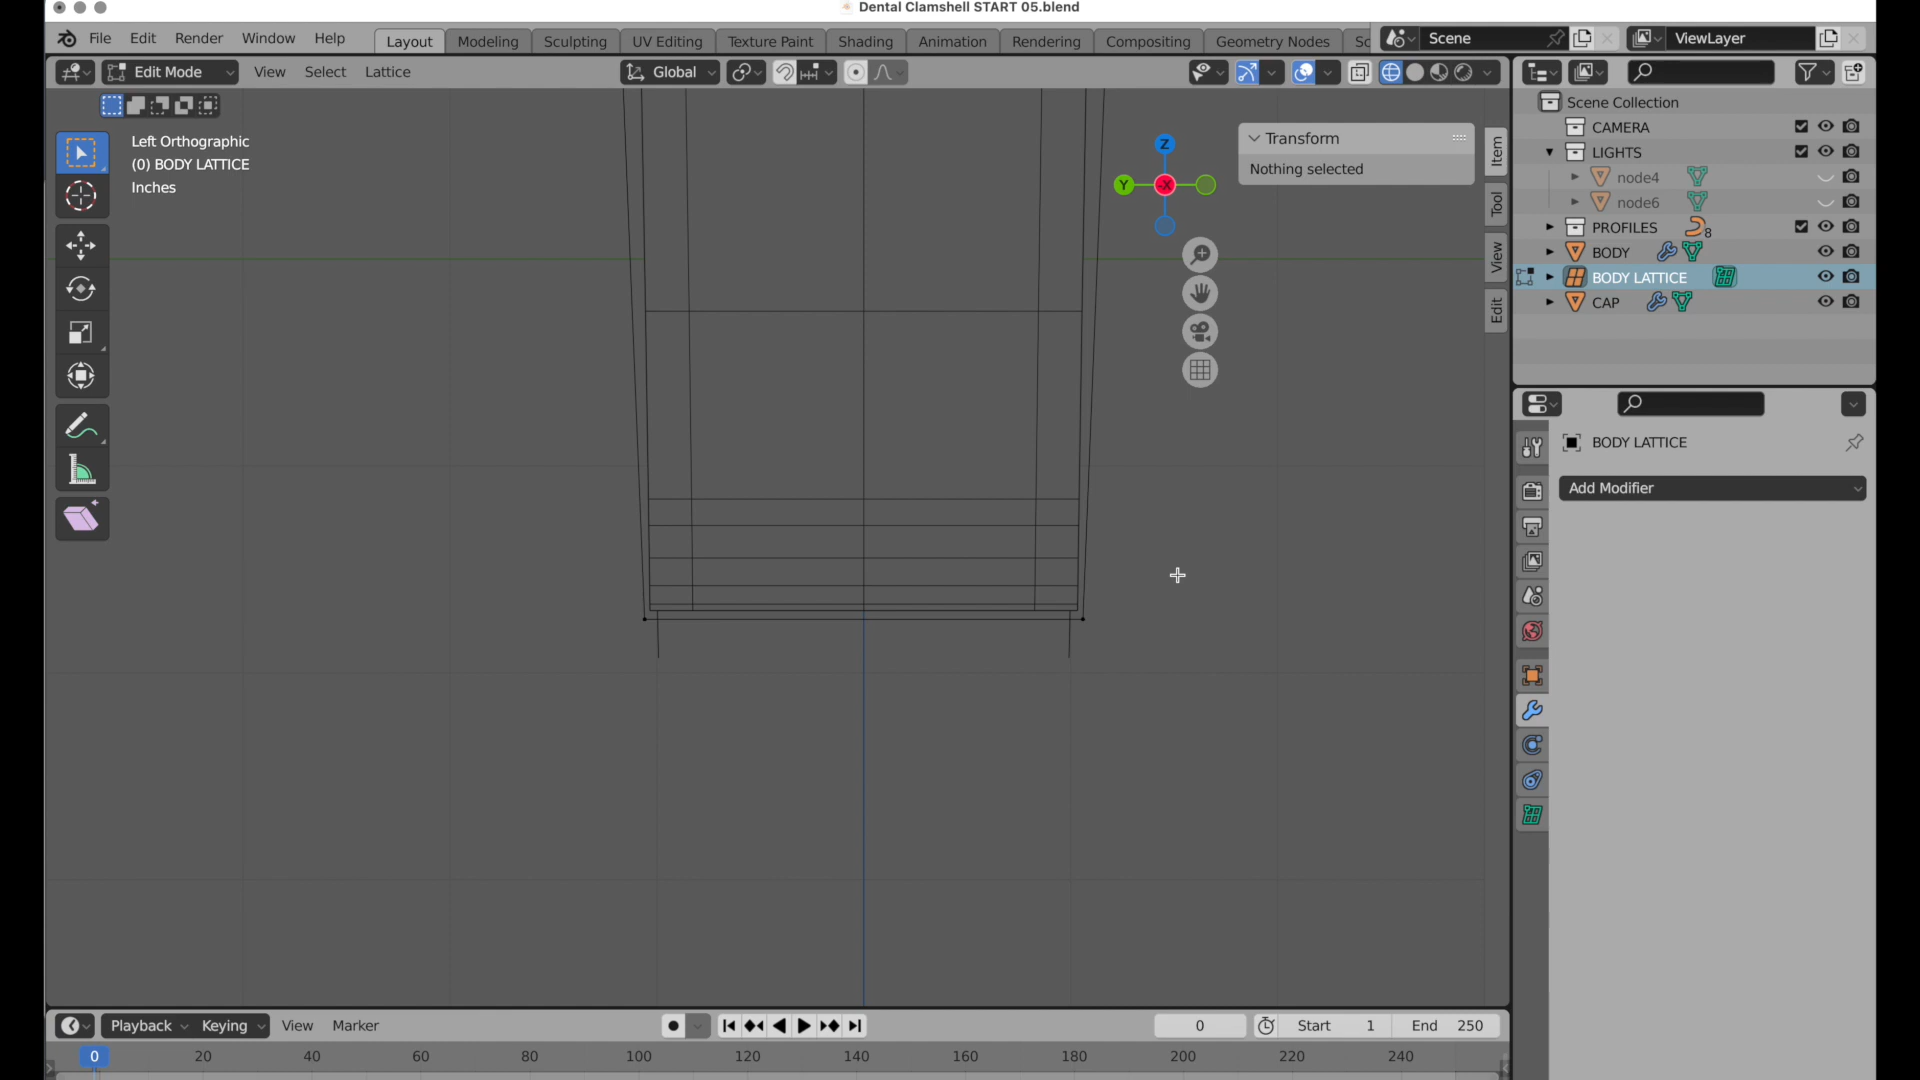 Dental Clamshell START 05.blend
File Edit Render Window Help Layout Modeling Sculpting UV Editing Texture Paint Shading Animation Rendering Compositing Geometry Nodes Sc Scene ViewLayer
Edit Mode View Select Lattice Global
Left Orthographic
(0) BODY LATTICE
Inches
Z
Y
-X
Transform
Nothing selected
Item
Tool
View
Edit
Scene Collection
CAMERA
LIGHTS
node4
node6
PROFILES 8
BODY
BODY LATTICE
CAP
BODY LATTICE
Add Modifier
Playback Keying View Marker 0 Start 1 End 250
0 20 40 60 80 100 120 140 160 180 200 220 240